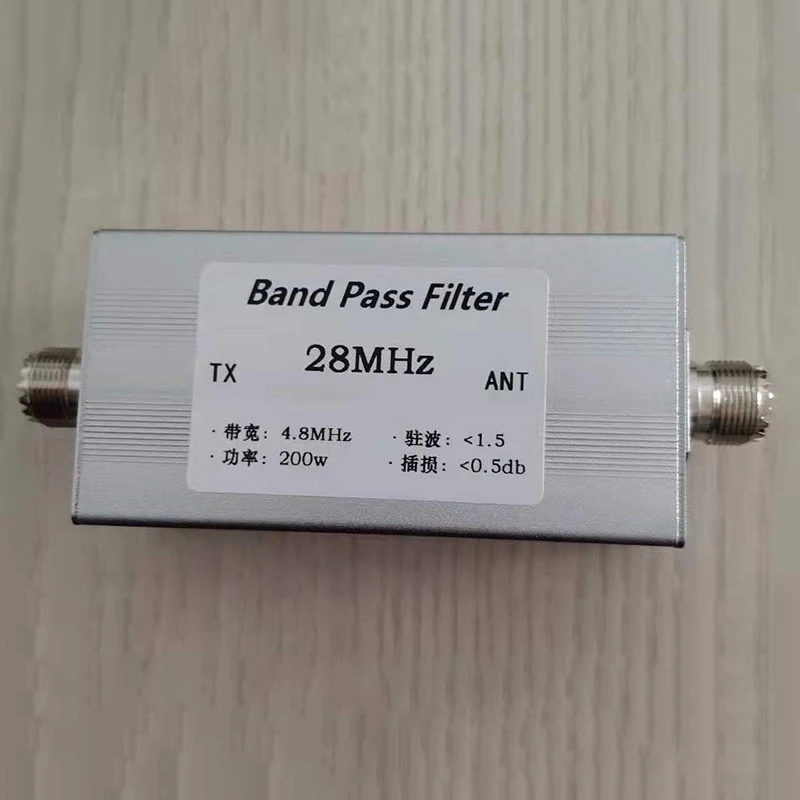 Band Pass Filter
28MHz
TX
ANT
· 带宽: 4.8MHz
· 驻波: <1.5
· 功率: 200w
· 插损: <0.5db